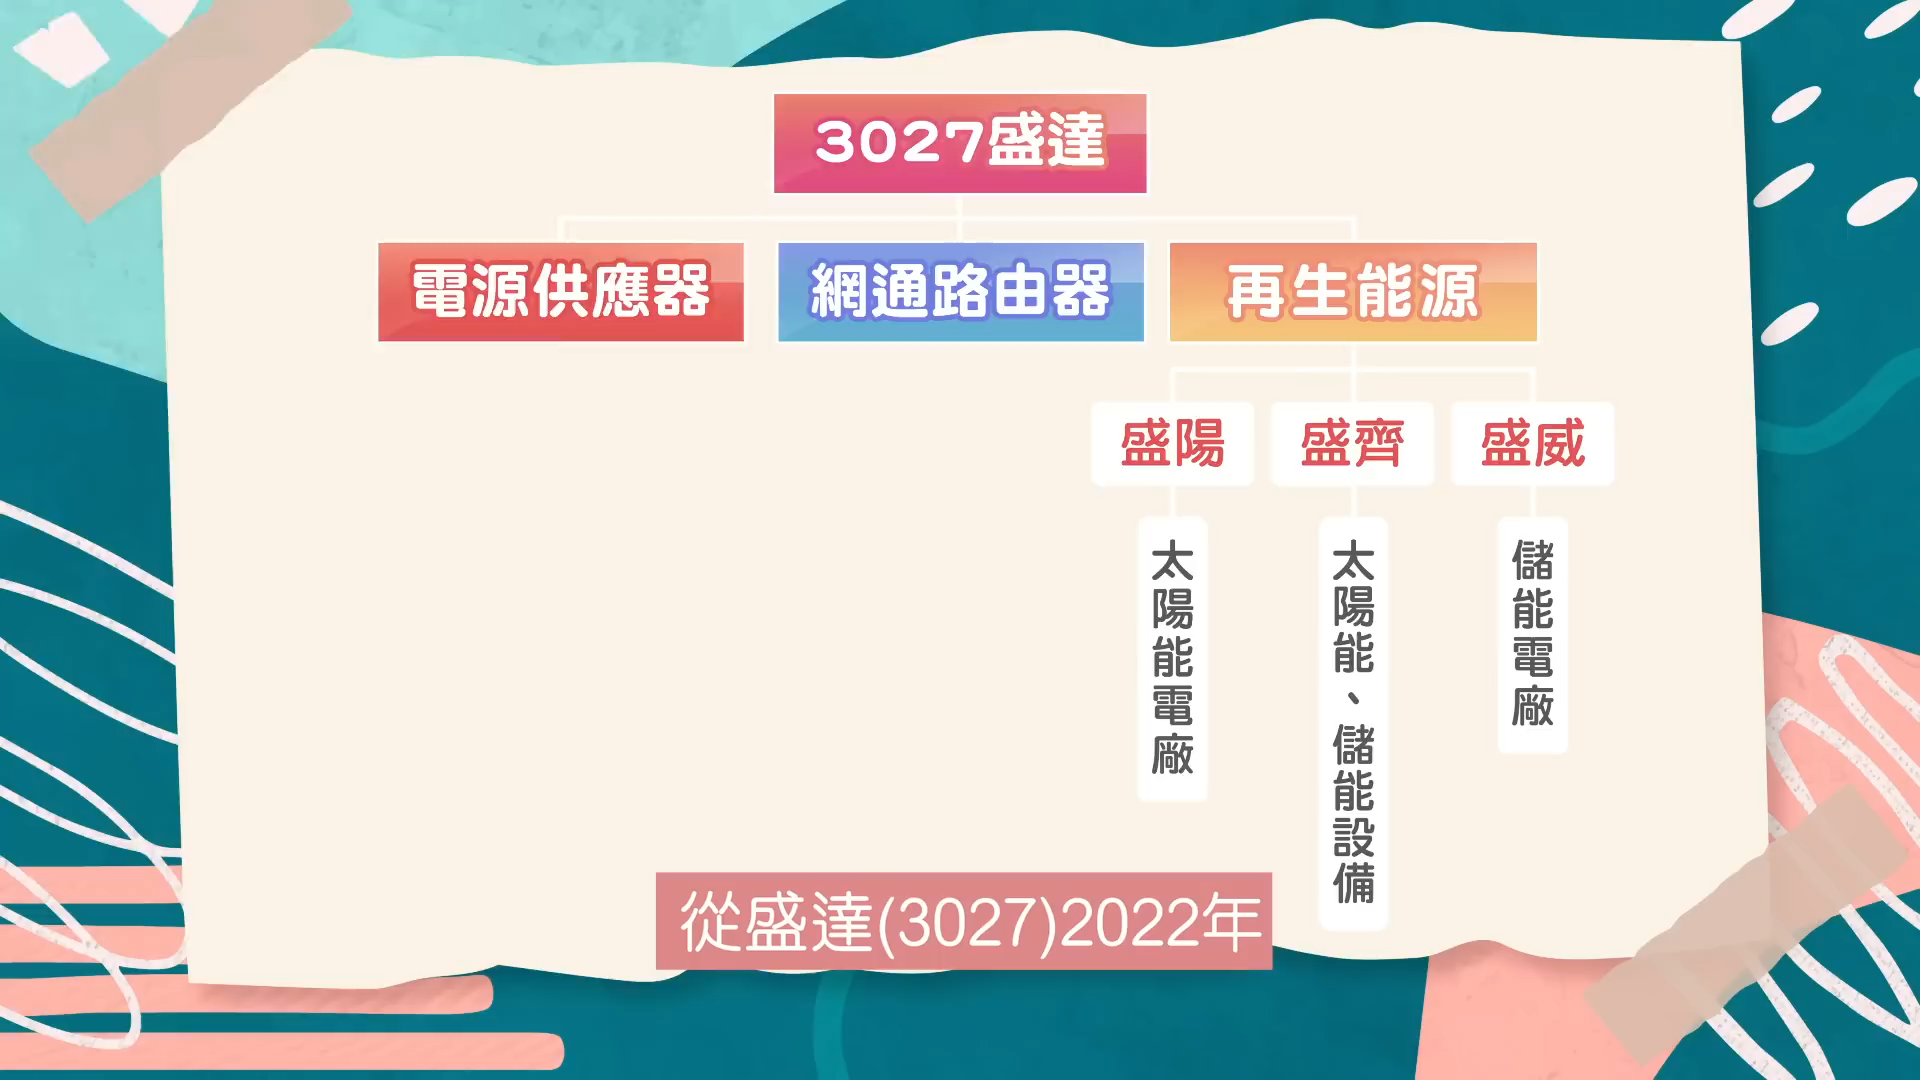 3027盛達
電源供應器
網通路由器
再生能源
盛陽
盛齊
盛威
太陽能電廠
太陽能、儲能設備
儲能電廠
從盛達(3027)2022年